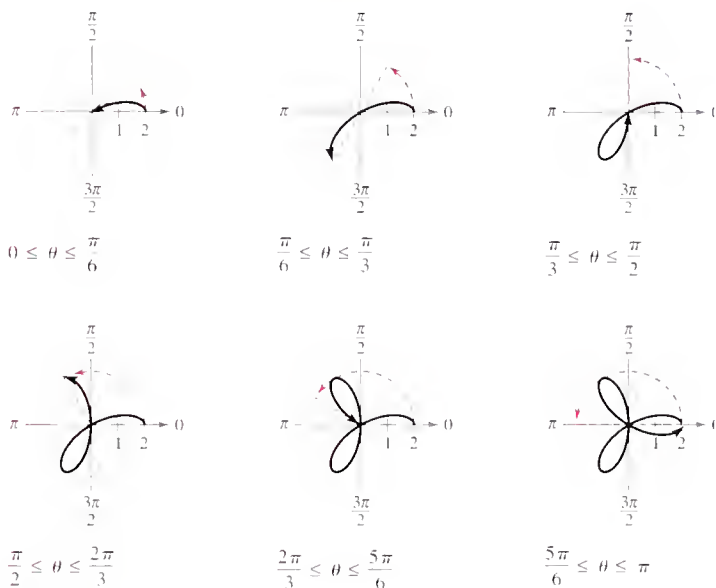 π/2 π/2 π/2
π 1 2 0 π 1 2 0 π 1 2 0
3π/2 3π/2 3π/2
0 ≤ θ ≤ π/6 π/6 ≤ θ ≤ π/3 π/3 ≤ θ ≤ π/2
π/2 π/2 π/2
π 1 2 0 π 1 2 0 π 1 2 0
3π/2 3π/2 3π/2
π/2 ≤ θ ≤ 2π/3 2π/3 ≤ θ ≤ 5π/6 5π/6 ≤ θ ≤ π